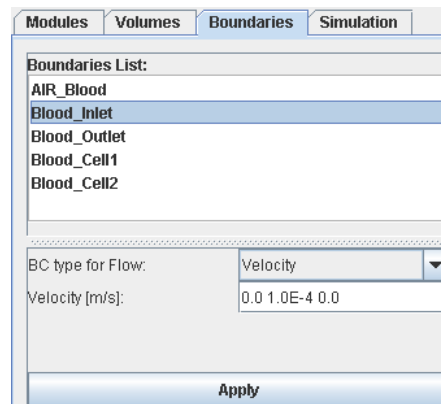 Modules Volumes Boundaries Simulation
Boundaries List:
AIR_Blood
Blood_Inlet
Blood_Outlet
Blood_Cell1
Blood_Cell2
BC type for Flow: Velocity
Velocity [m/s]: 0.0 1.0E-4 0.0
Apply